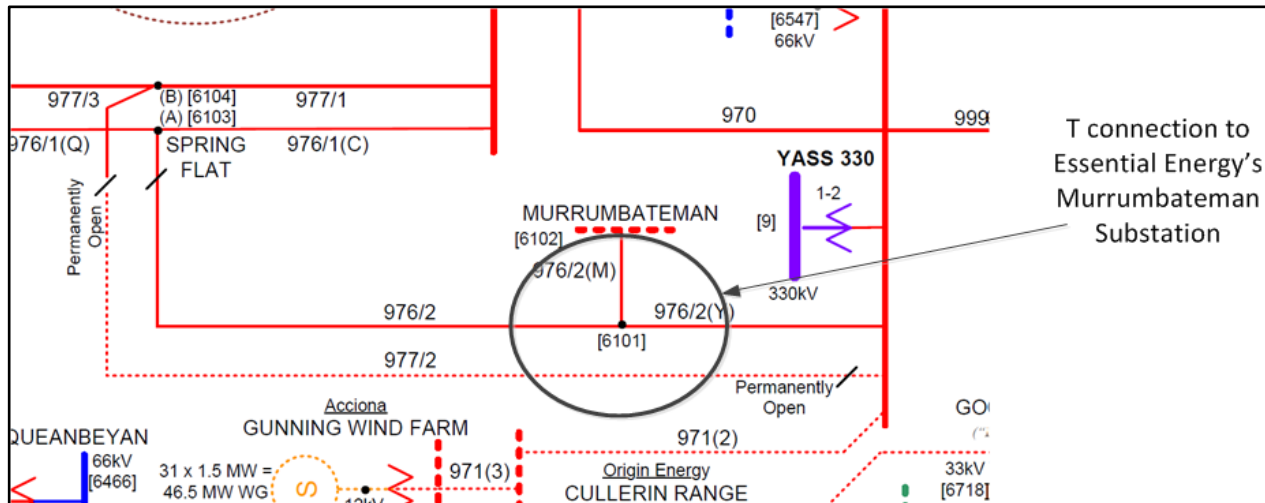 [6547]
66kV
977/3
(B) [6104]
977/1
(A) [6103]
976/1(Q)
SPRING
FLAT
976/1(C)
970
999
T connection to
Essential Energy's
Murrumbateman
Substation
YASS 330
1-2
[9]
330kV
Permanently
Open
MURRUMBATEMAN
[6102]
976/2(M)
976/2
976/2(Y)
[6101]
977/2
Permanently
Open
Acciona
GUNNING WIND FARM
QUEANBEYAN
66kV
[6466]
31 x 1.5 MW =
46.5 MW WG
S
971(3)
971(2)
Origin Energy
CULLERIN RANGE
33kV
[6718]